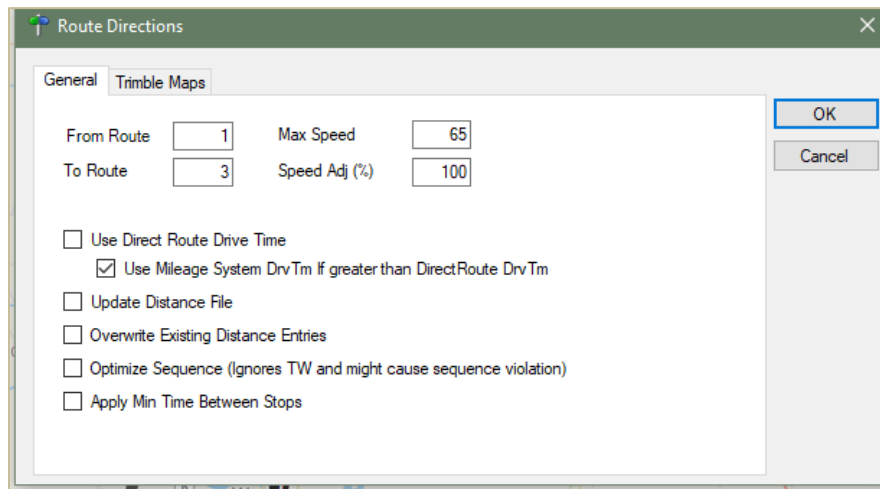 Route Directions
General
Trimble Maps
OK
Cancel
From Route 1 Max Speed 65
To Route 3 Speed Adj (%) 100
Use Direct Route Drive Time
Use Mileage System DrvTm If greater than DirectRoute DrvTm
Update Distance File
Overwrite Existing Distance Entries
Optimize Sequence (Ignores TW and might cause sequence violation)
Apply Min Time Between Stops